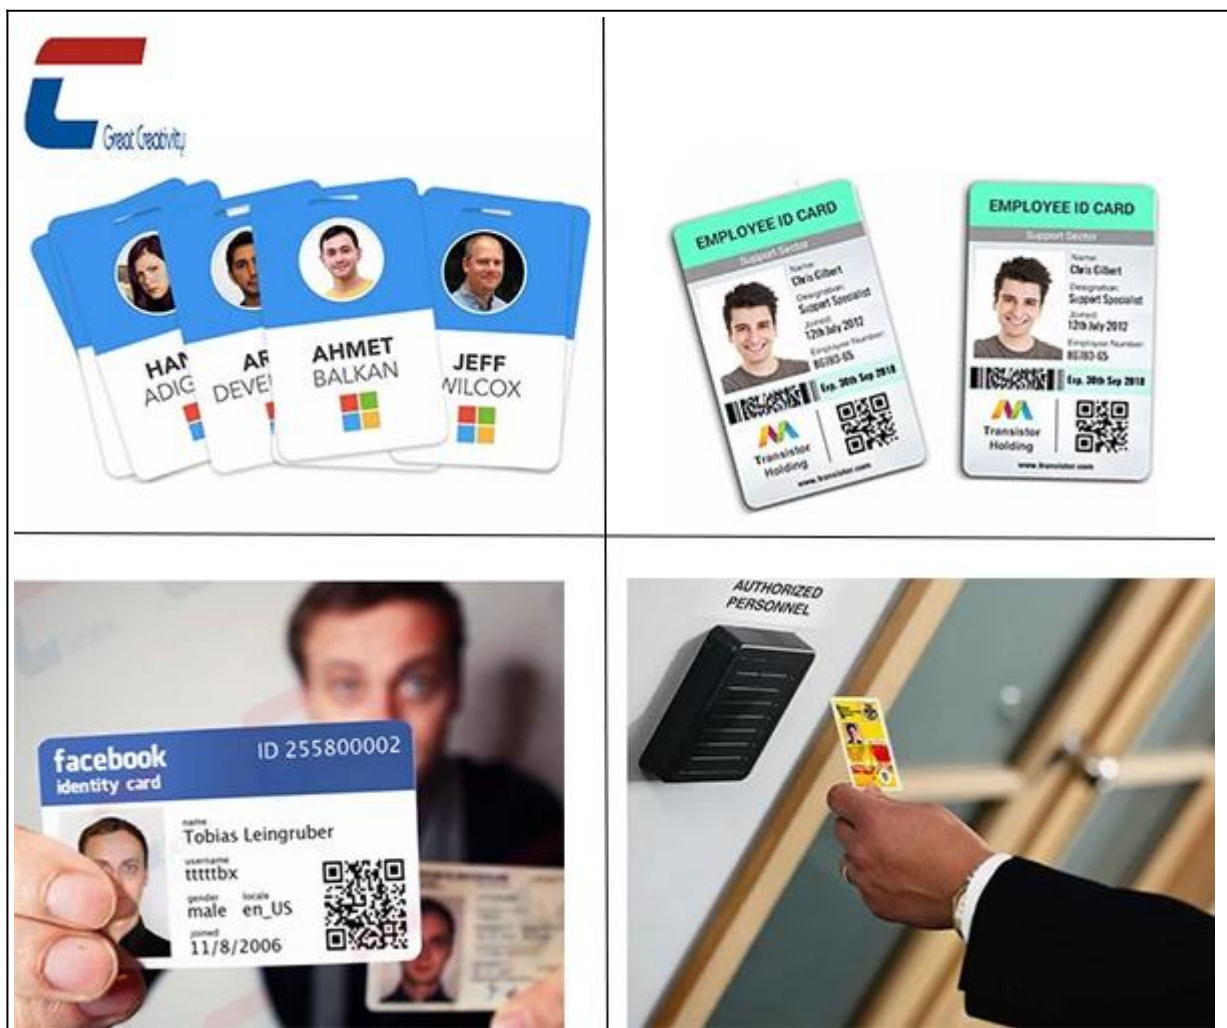 Great Creativity
HAN
ADIG
AR
DEVE
AHMET
BALKAN
JEFF
WILCOX
EMPLOYEE ID CARD
Support Sector
Name:
Chris Gilbert
Designation:
Support Specialist
Joined:
12th July 2012
Employee Number:
Exp. 30th Sep 2018
Transistor
Holding
www.transistor.com
EMPLOYEE ID CARD
Support Sector
Name:
Chris Gilbert
Designation:
Support Specialist
Joined:
12th July 2012
Employee Number:
Exp. 30th Sep 2018
Transistor
Holding
www.transistor.com
facebook
identity card
ID 255800002
name
Tobias Leingruber
username
tttttbx
gender locale
male en_US
joined
11/8/2006
AUTHORIZED
PERSONNEL